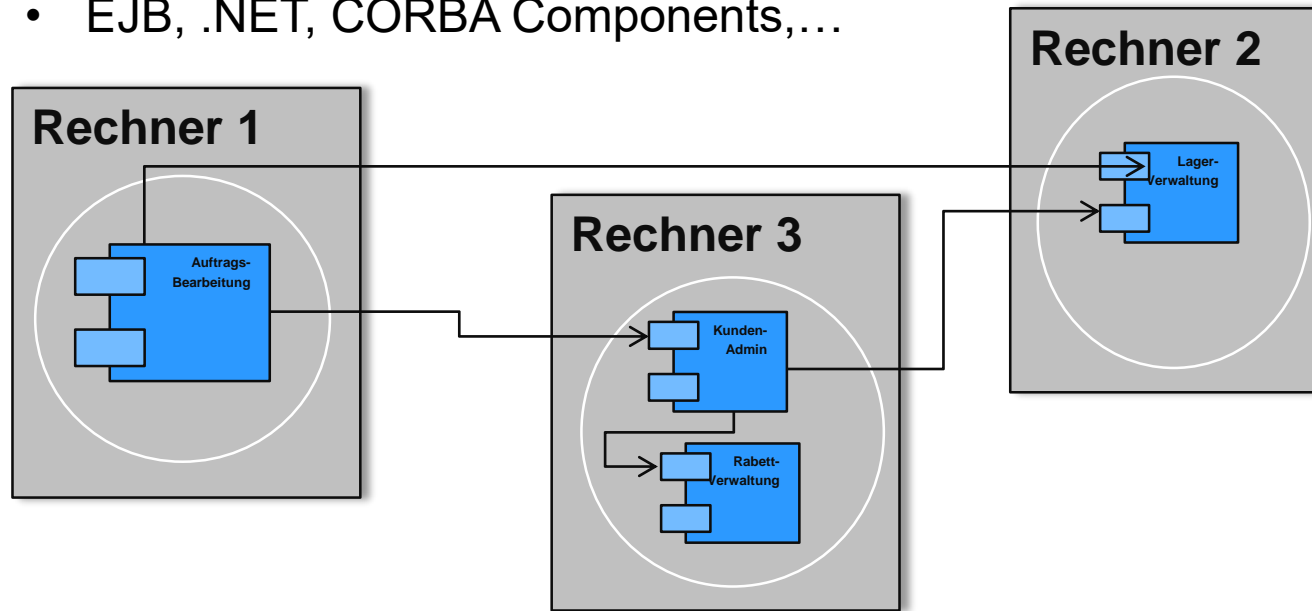 • EJB, .NET, CORBA Components,…
Rechner 1
Auftrags-
Bearbeitung
Rechner 3
Kunden-
Admin
Rabett-
Verwaltung
Rechner 2
Lager-
Verwaltung